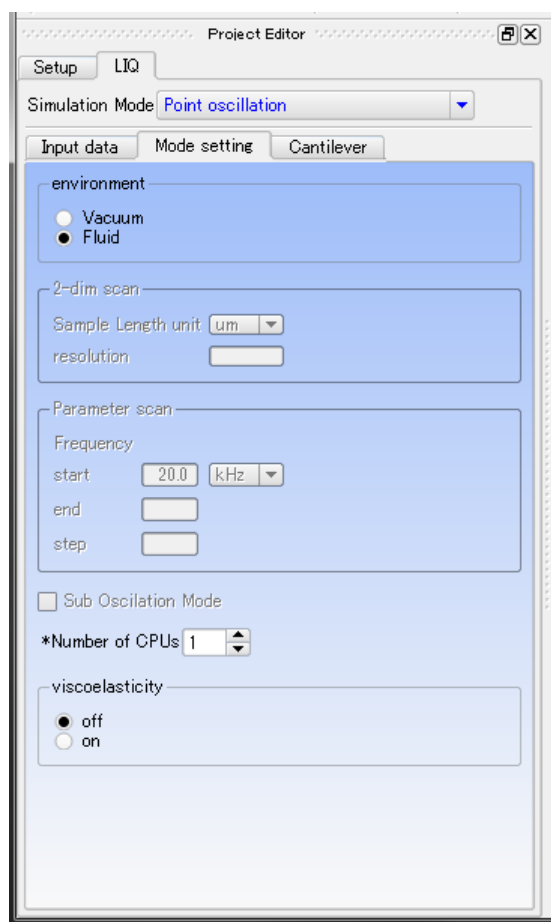 Project Editor
Setup LIQ
Simulation Mode Point oscillation
Input data Mode setting Cantilever
environment
Vacuum
Fluid
2-dim scan
Sample Length unit um
resolution
Parameter scan
Frequency
start 20.0 kHz
end
step
Sub Oscilation Mode
*Number of CPUs 1
viscoelasticity
off
on